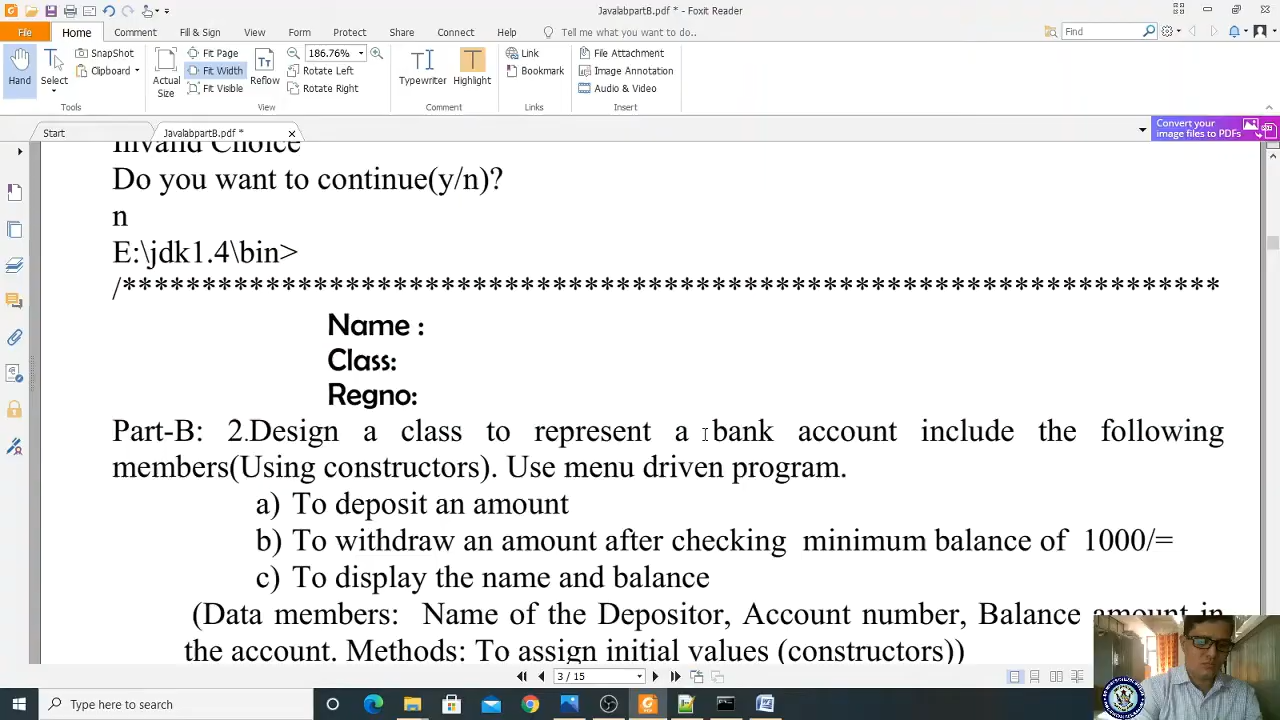 Javalabpart​B.pdf * - Foxit Reader
File Home Comment Fill & Sign View Form Protect Share Connect Help Tell me what you want to do.. Find
Hand Select SnapShot Clipboard
Actual Size Fit Page Fit Width Fit Visible Reflow 186.76% Rotate Left Rotate Right
Typewriter Highlight Link Bookmark File Attachment Image Annotation Audio & Video
Tools View Comment Links Insert
Start JavalabpartB.pdf *
Convert your
image files to PDFs
Invalid Choice
Do you want to continue(y/n)?
n
E:\jdk1.4\bin>
/*********************************************************************
Name :
Class:
Regno:
Part-B: 2.Design a class to represent a bank account include the following
members(Using constructors). Use menu driven program.
a) To deposit an amount
b) To withdraw an amount after checking minimum balance of 1000/=
c) To display the name and balance
(Data members: Name of the Depositor, Account number, Balance amount in
the account. Methods: To assign initial values (constructors))
3 / 15
Type here to search